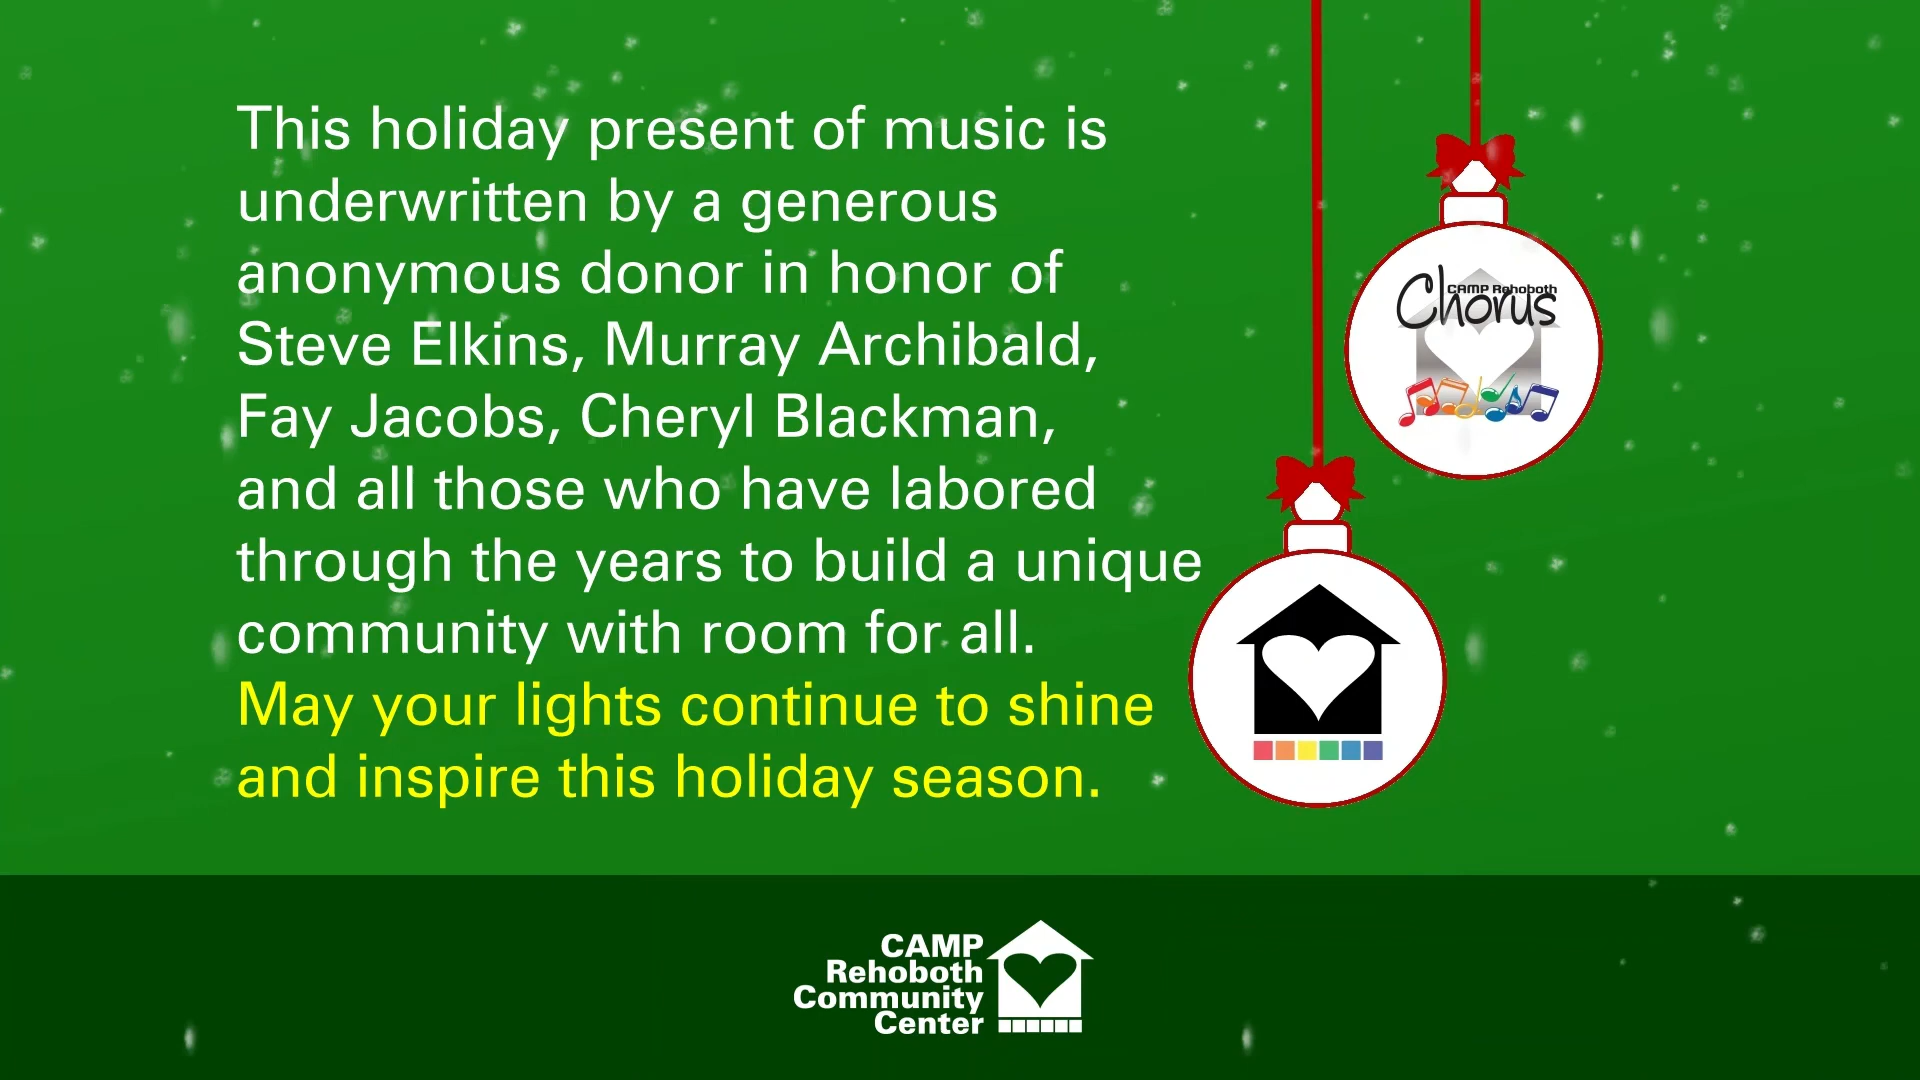 This holiday present of music is
underwritten by a generous
anonymous donor in honor of
Steve Elkins, Murray Archibald,
Fay Jacobs, Cheryl Blackman,
and all those who have labored
through the years to build a unique
community with room for all.
May your lights continue to shine
and inspire this holiday season.
CAMP Rehoboth
Chorus
CAMP
Rehoboth
Community
Center